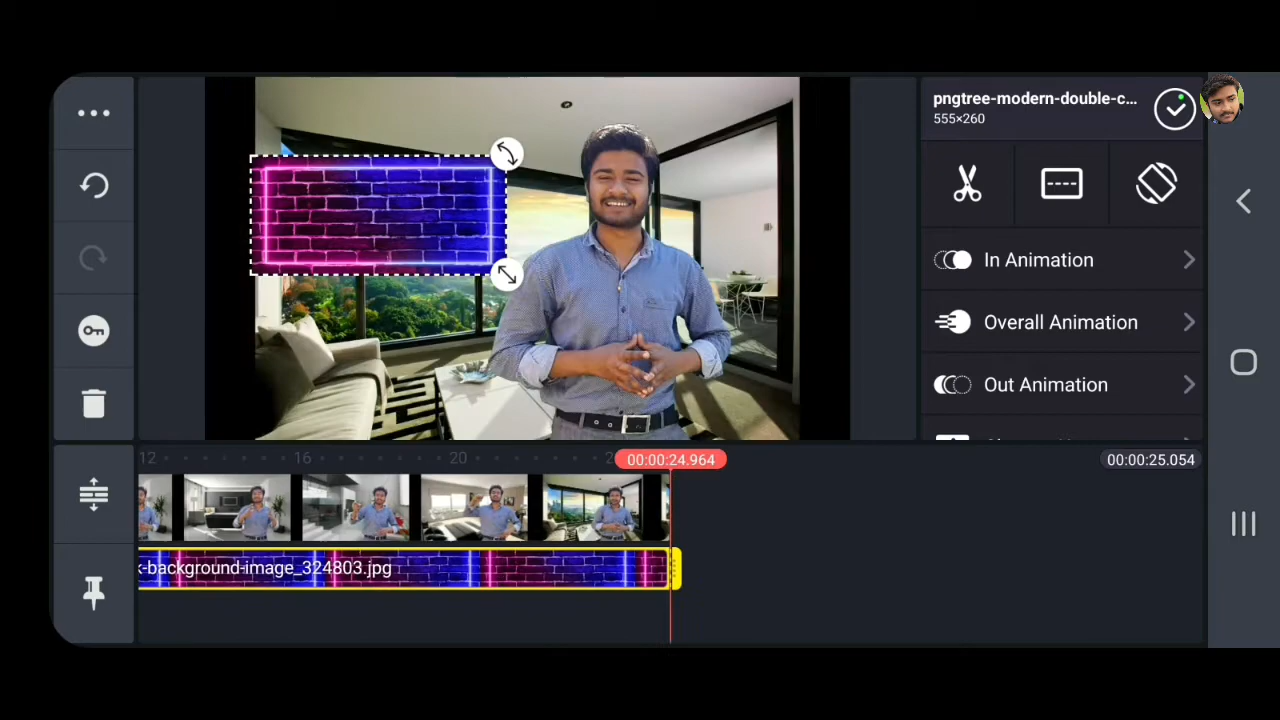 pngtree-modern-double-c...
555×260
In Animation
Overall Animation
Out Animation
12
16
20
00:00:24.964
00:00:25.054
k-background-image_324803.jpg